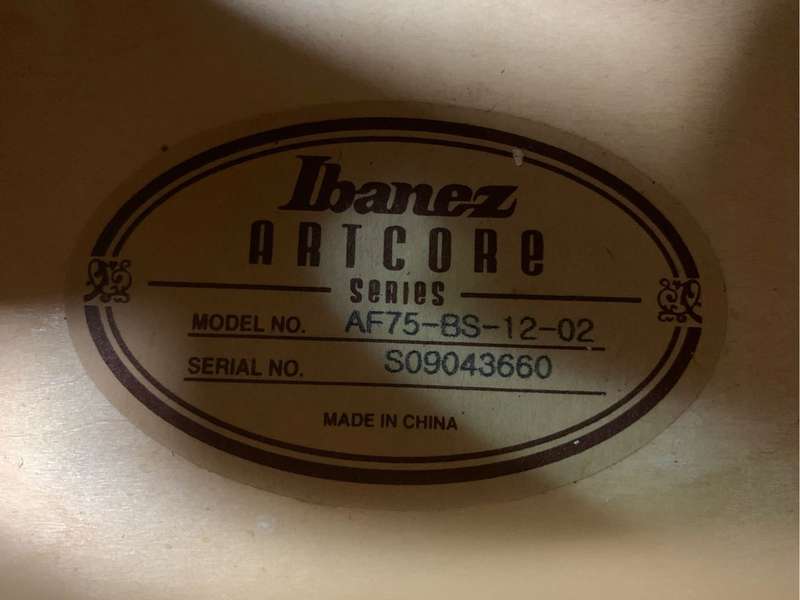 Ibanez
ARTCORE
SERIES
MODEL NO. AF75-BS-12-02
SERIAL NO. S09043660
MADE IN CHINA